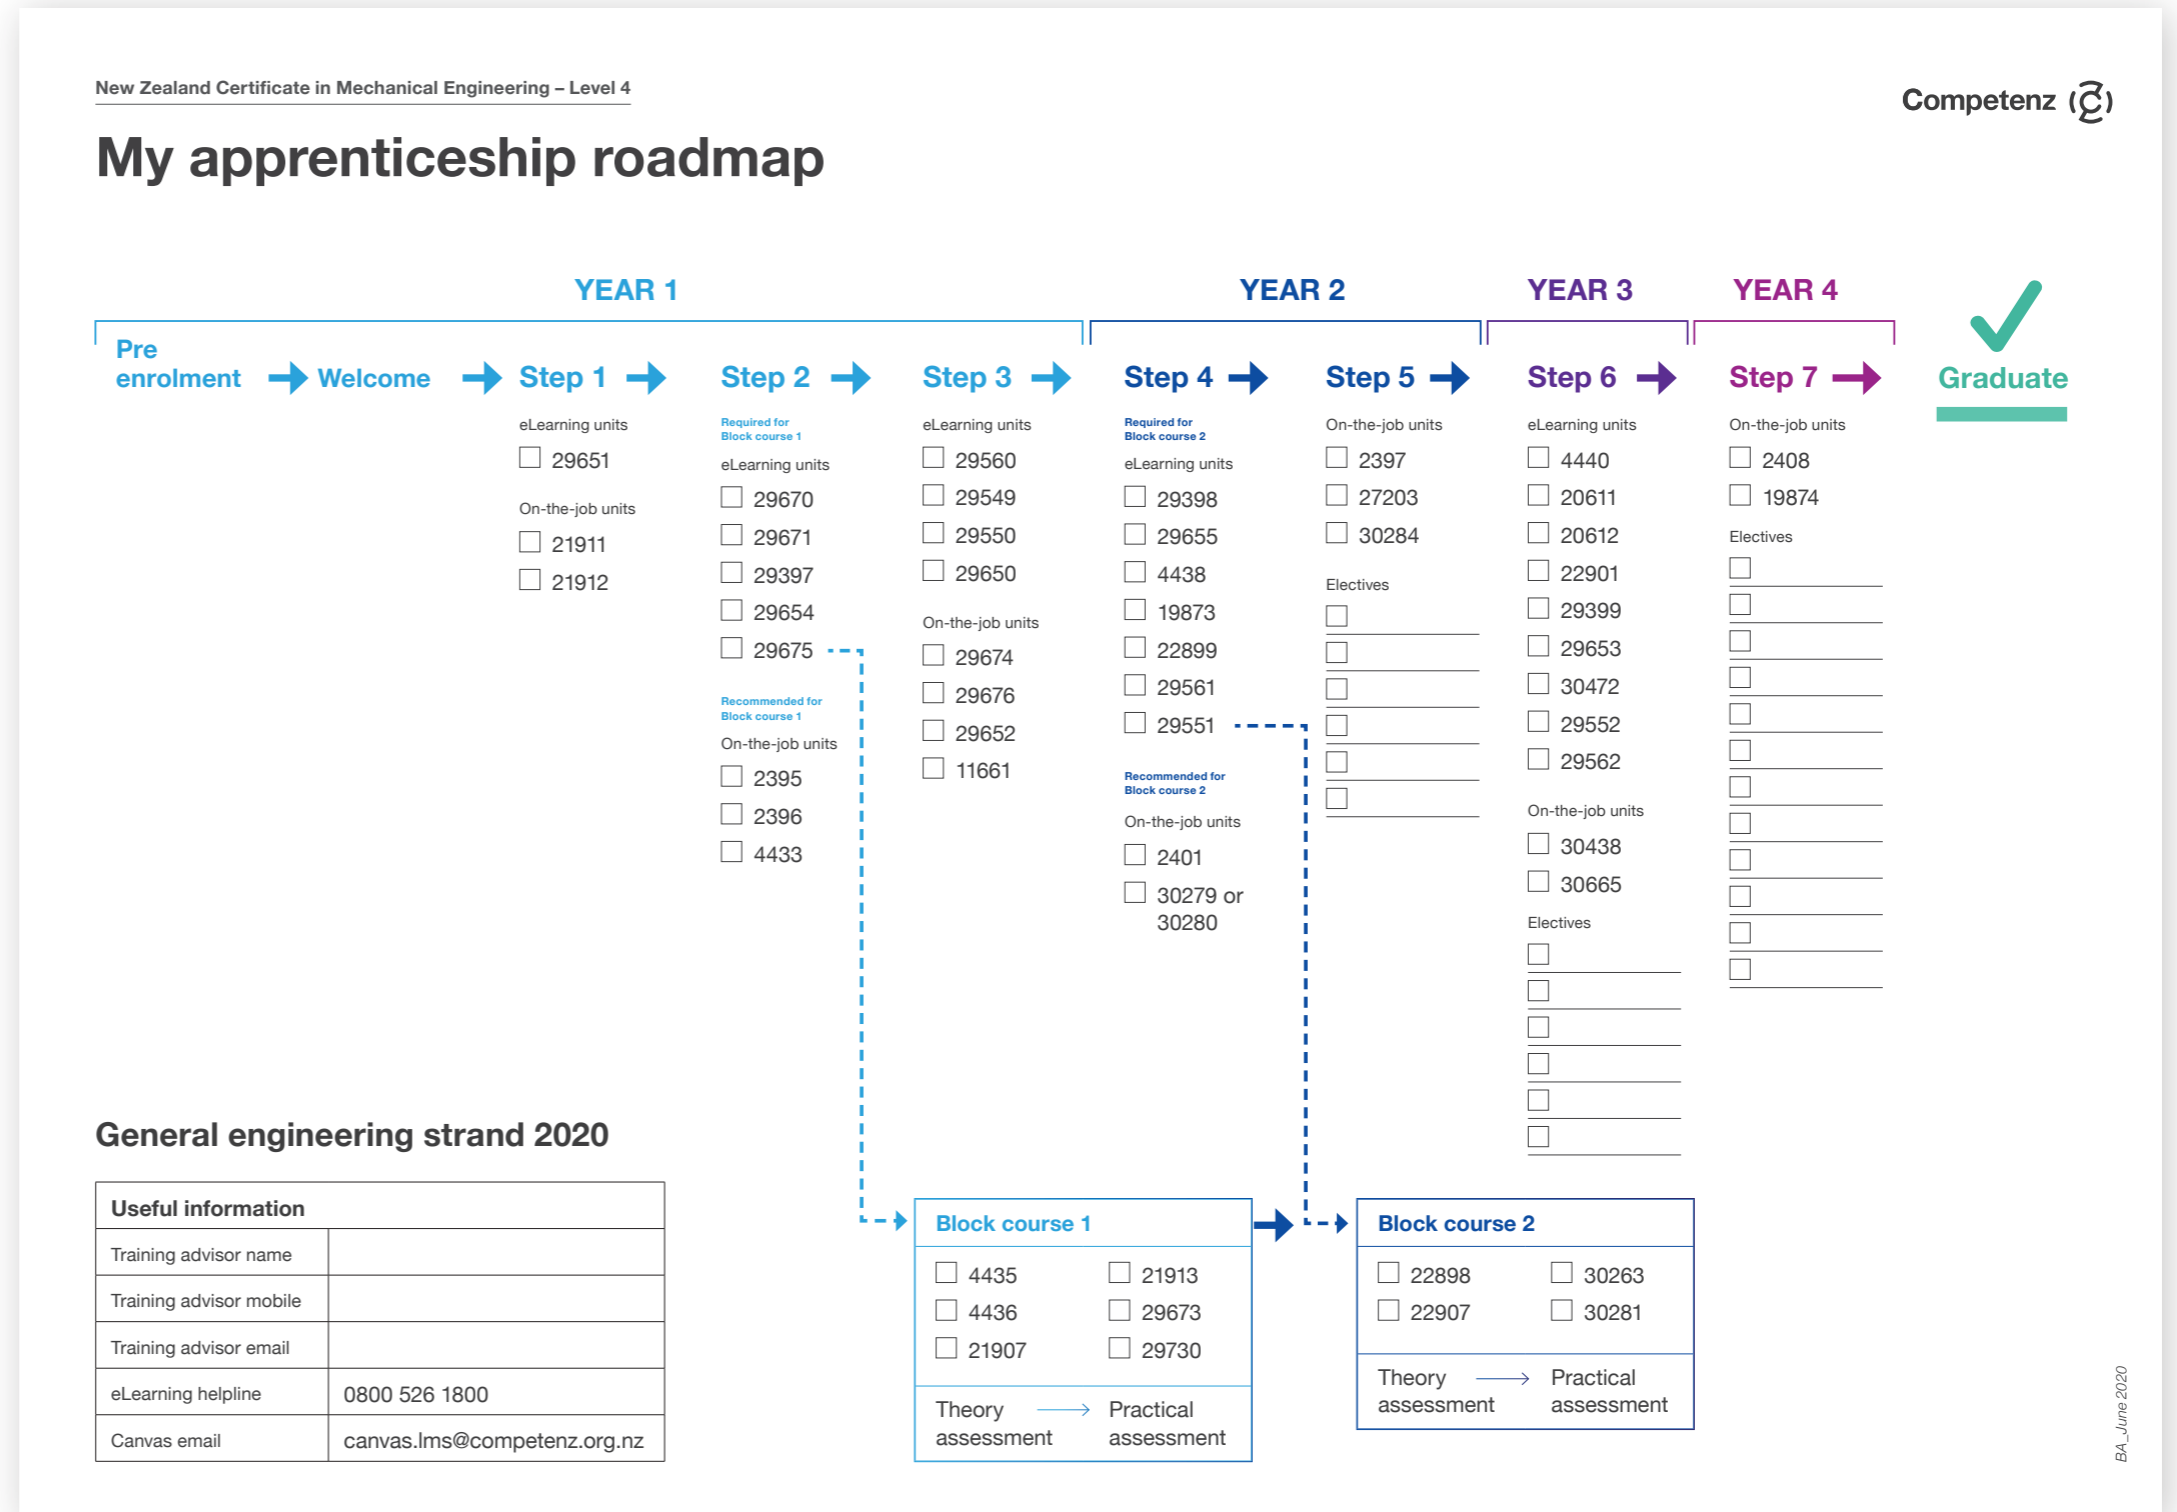 New Zealand Certificate in Mechanical Engineering – Level 4
Competenz
My apprenticeship roadmap
YEAR 1
YEAR 2
YEAR 3
YEAR 4
Pre
enrolment
Welcome
Step 1
eLearning units
29651
On-the-job units
21911
21912
Step 2
Required for
Block course 1
eLearning units
29670
29671
29397
29654
29675
Recommended for
Block course 1
On-the-job units
2395
2396
4433
Step 3
eLearning units
29560
29549
29550
29650
On-the-job units
29674
29676
29652
11661
Step 4
Required for
Block course 2
eLearning units
29398
29655
4438
19873
22899
29561
29551
Recommended for
Block course 2
On-the-job units
2401
30279 or
30280
Step 5
On-the-job units
2397
27203
30284
Electives
Step 6
eLearning units
4440
20611
20612
22901
29399
29653
30472
29552
29562
On-the-job units
30438
30665
Electives
Step 7
On-the-job units
2408
19874
Electives
Graduate
General engineering strand 2020
Useful information
Training advisor name
Training advisor mobile
Training advisor email
eLearning helpline 0800 526 1800
Canvas email canvas.lms@competenz.org.nz
Block course 1
4435 21913
4436 29673
21907 29730
Theory Practical
assessment assessment
Block course 2
22898 30263
22907 30281
Theory Practical
assessment assessment
BA_June 2020